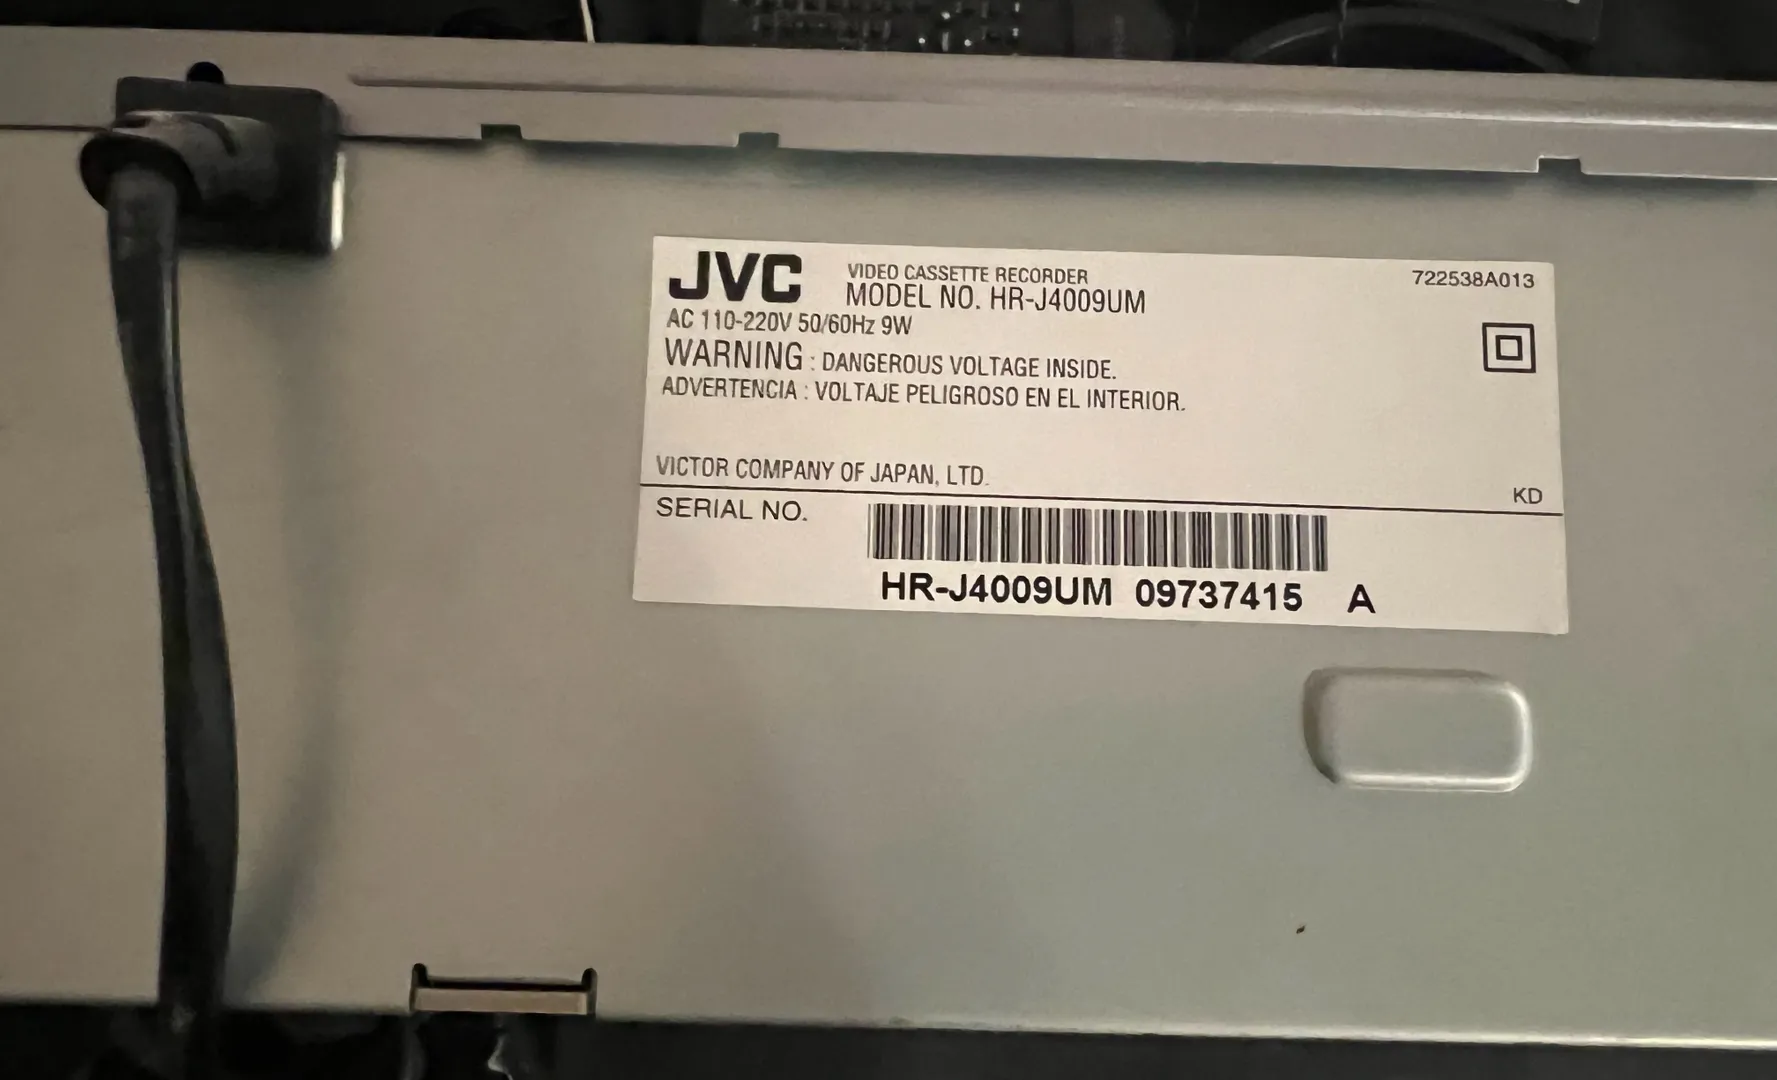 JVC VIDEO CASSETTE RECORDER 722538A013
MODEL NO. HR-J4009UM
AC 110-220V 50/60Hz 9W
WARNING : DANGEROUS VOLTAGE INSIDE.
ADVERTENCIA : VOLTAJE PELIGROSO EN EL INTERIOR.
VICTOR COMPANY OF JAPAN, LTD.
KD
SERIAL NO.
HR-J4009UM 09737415 A